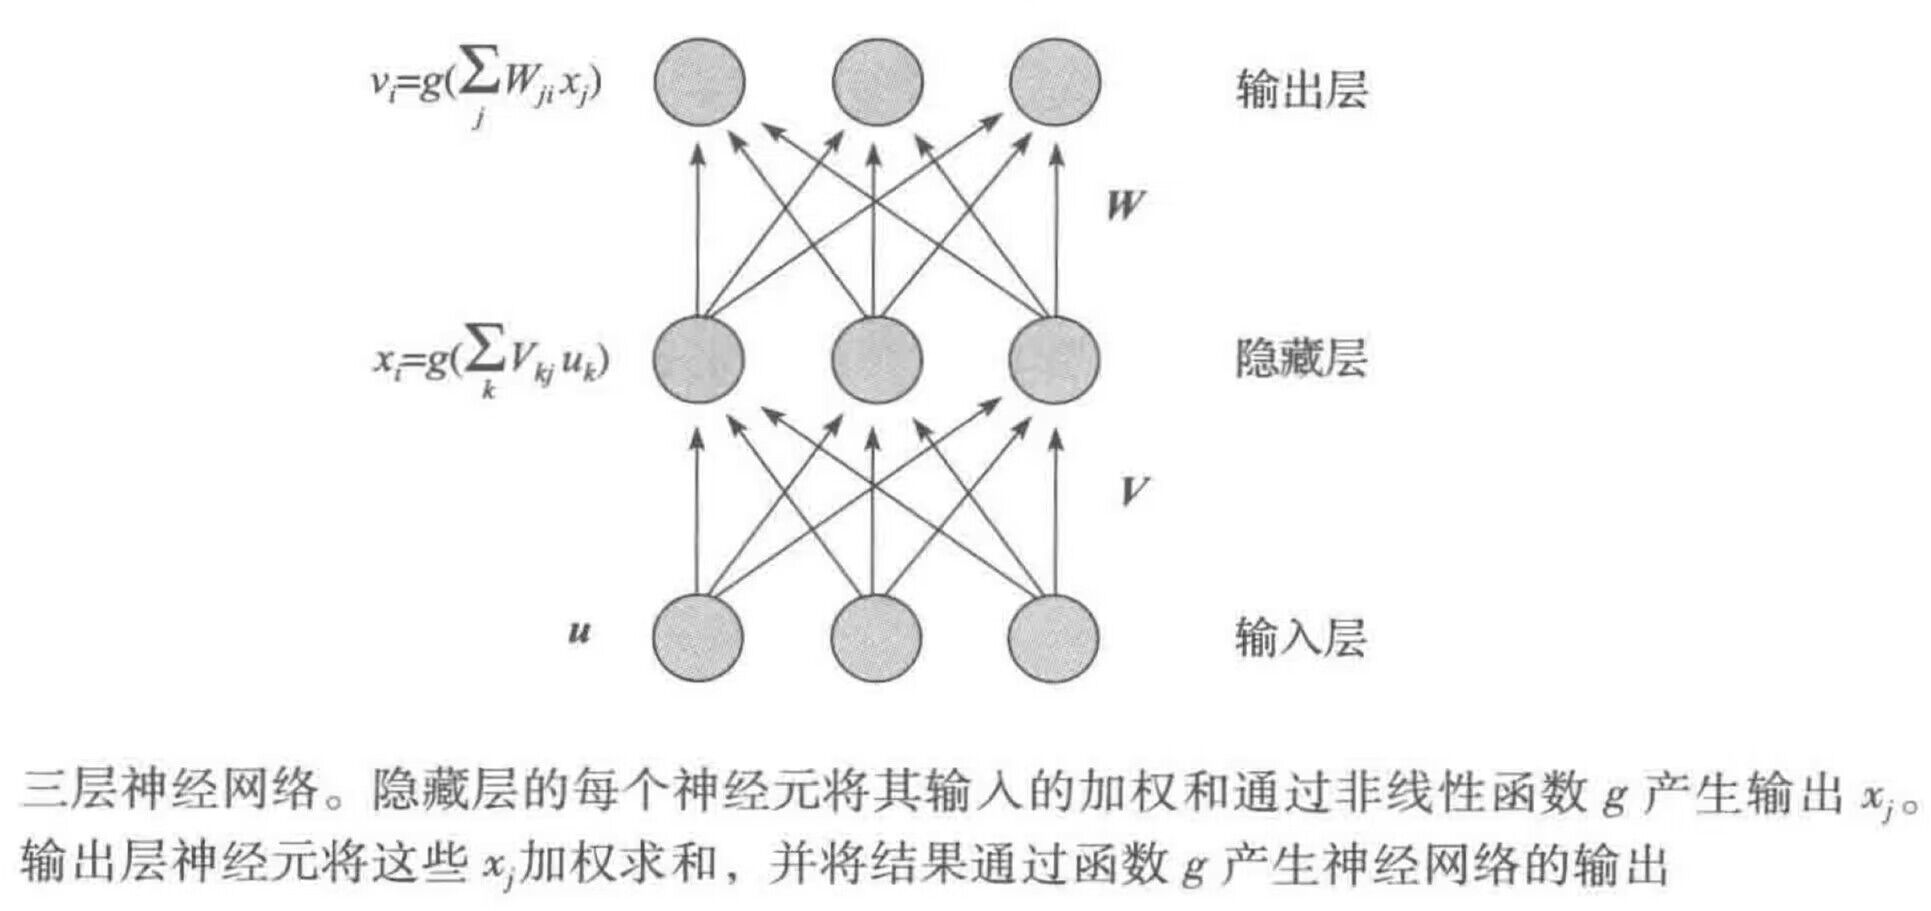 v_i=g(∑_j W_{ji} x_j)
输出层
W
x_i=g(∑_k V_{kj} u_k)
隐藏层
V
u
输入层
三层神经网络。隐藏层的每个神经元将其输入的加权和通过非线性函数 g 产生输出 x_j。
输出层神经元将这些 x_j 加权求和，并将结果通过函数 g 产生神经网络的输出